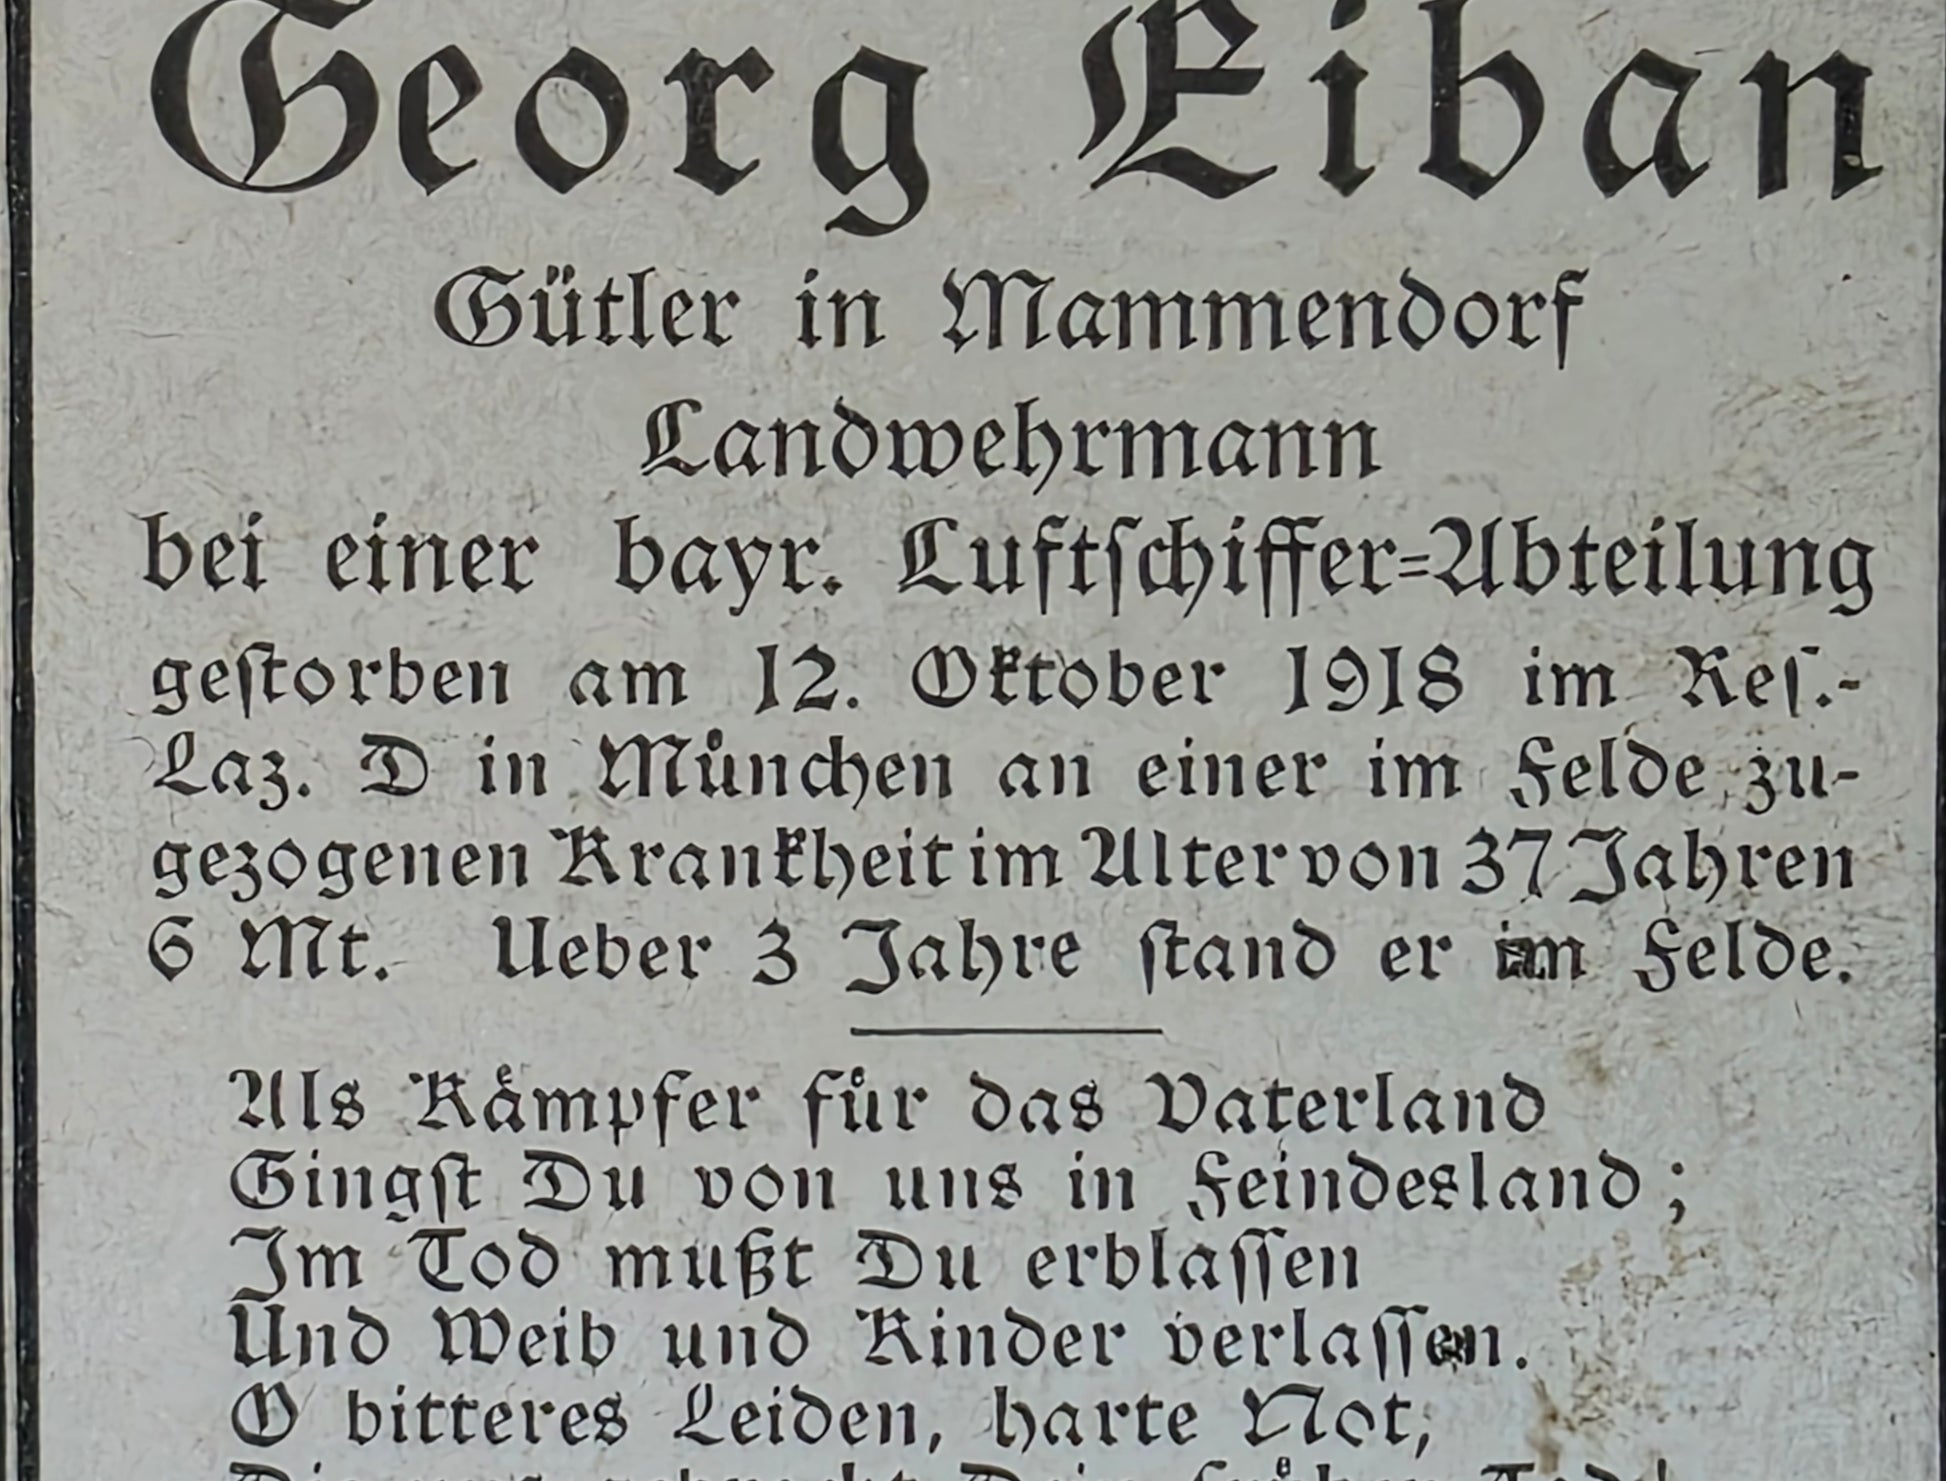 Georg Eiban
Gütler in Mammendorf
Landwehrmann
bei einer bayr. Luftſchiffer=Abteilung
geſtorben am 12. Oktober 1918 im Reſ.-
Laz. D in München an einer im Felde zu-
gezogenen Krankheit im Alter von 37 Jahren
6 Mt. Ueber 3 Jahre ſtand er im Felde.
Als Kämpfer für das Vaterland
Gingſt Du von uns in Feindesland;
Im Tod mußt Du erblaſſen
Und Weib und Kinder verlaſſen.
O bitteres Leiden, harte Not,